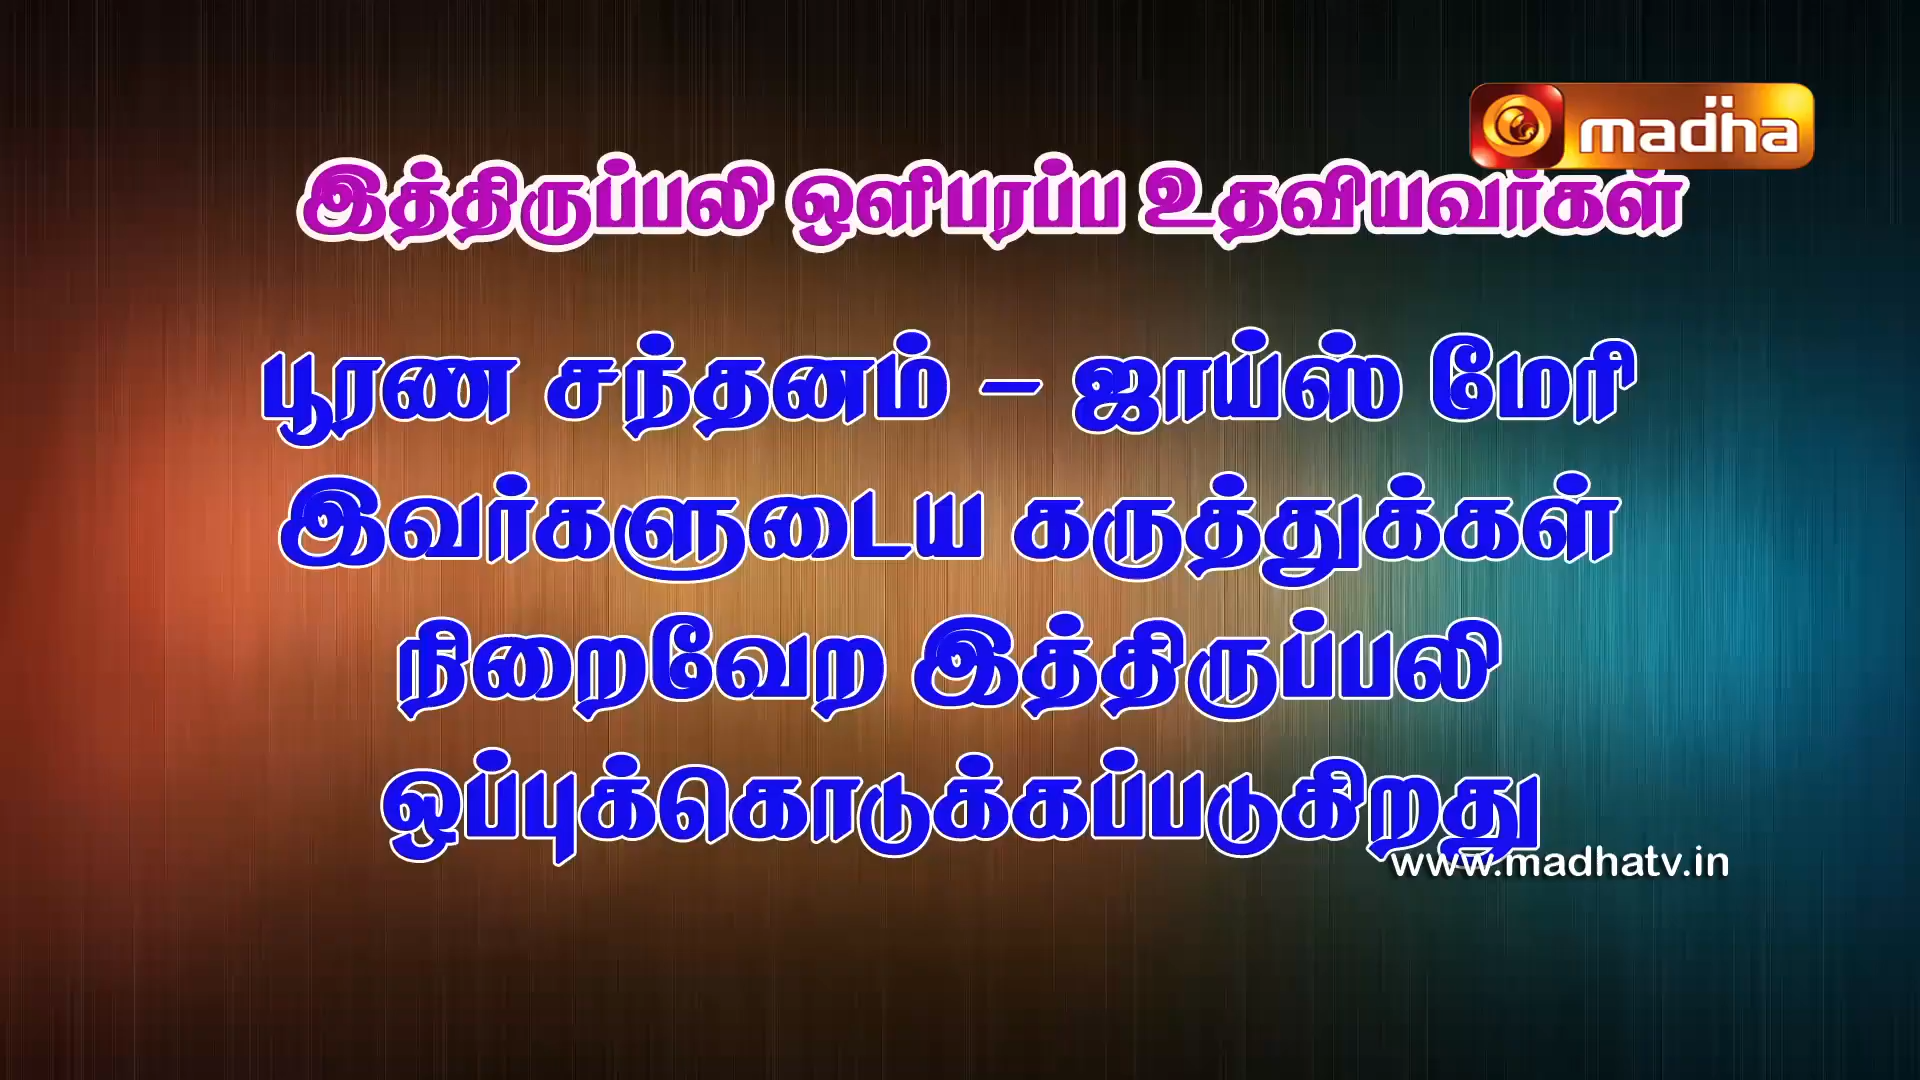 madha
இத்திருப்பலி ஒளிபரப்ப உதவியவர்கள்
பூரண சந்தனம் – ஜாய்ஸ் மேரி
இவர்களுடைய கருத்துக்கள்
நிறைவேற இத்திருப்பலி
ஒப்புக்கொடுக்கப்படுகிறது
www.madhatv.in